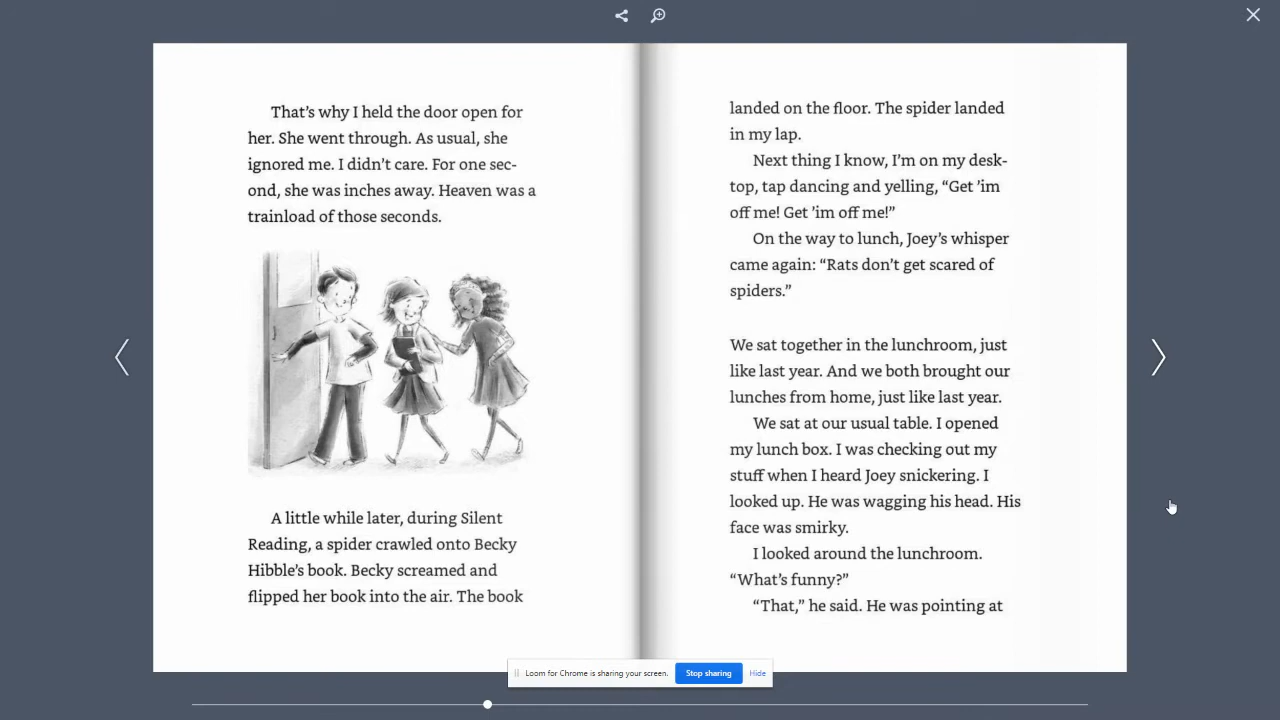 That’s why I held the door open for
her. She went through. As usual, she
ignored me. I didn’t care. For one sec-
ond, she was inches away. Heaven was a
trainload of those seconds.
A little while later, during Silent
Reading, a spider crawled onto Becky
Hibble’s book. Becky screamed and
flipped her book into the air. The book
landed on the floor. The spider landed
in my lap.
Next thing I know, I’m on my desk-
top, tap dancing and yelling, “Get ’im
off me! Get ’im off me!”
On the way to lunch, Joey’s whisper
came again: “Rats don’t get scared of
spiders.”
We sat together in the lunchroom, just
like last year. And we both brought our
lunches from home, just like last year.
We sat at our usual table. I opened
my lunch box. I was checking out my
stuff when I heard Joey snickering. I
looked up. He was wagging his head. His
face was smirky.
I looked around the lunchroom.
“What’s funny?”
“That,” he said. He was pointing at
Loom for Chrome is sharing your screen. Stop sharing Hide